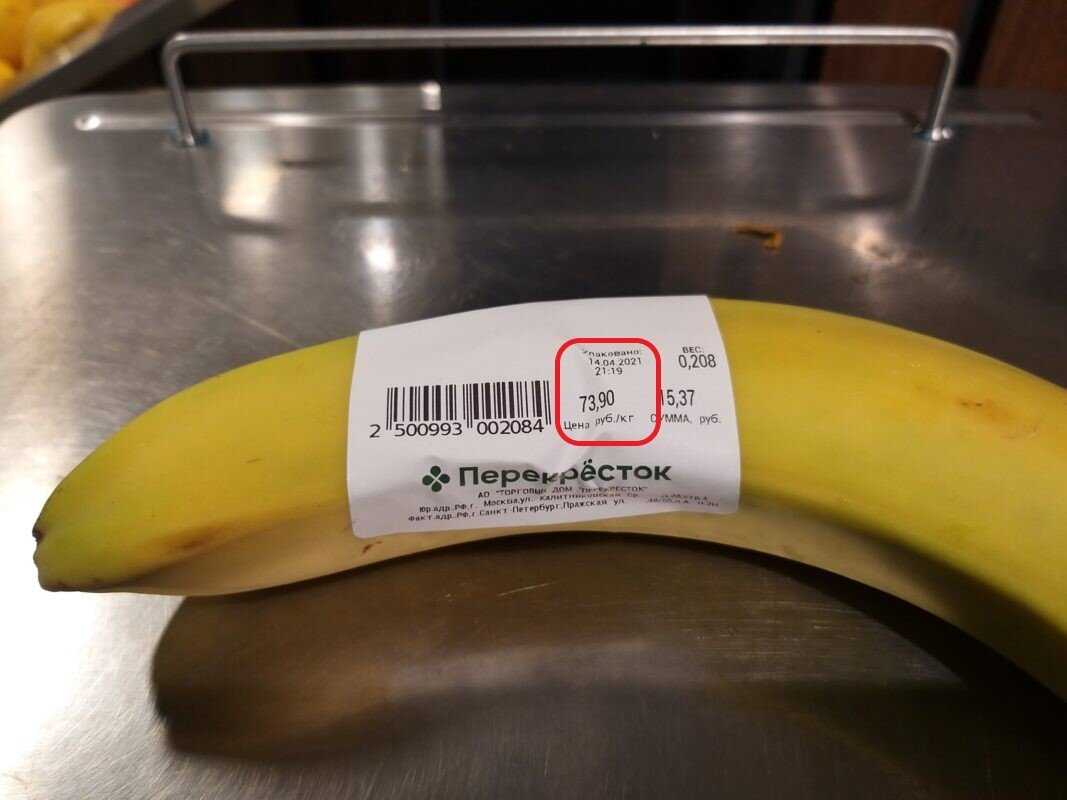 Упаковано: ВЕС:
14.04.2021 0,208
21:19
73,90 15,37
Цена руб./кг СУММА, руб.
2 500993 002084
Перекрёсток
АО "ТОРГОВЫЙ ДОМ "ПЕРЕКРЕСТОК"
Юр.адр.:РФ,г. Москва,ул. Калитниковская Ср.
Факт.адр.:РФ,г.Санкт-Петербург,Пражская ул.